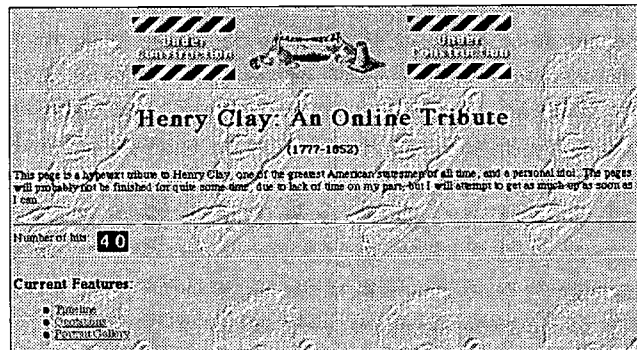 Under Construction
Under Construction
Henry Clay: An Online Tribute
(1777-1852)
This page is a hypetext tribute to Henry Clay, one of the greatest American statesmen of all time, and a personal idol. The pages
will probably not be finished for quite some time, due to lack of time on my part, but I will attempt to get as much up as soon as
I can.
Number of hits: 40
Current Features:
Timeline
Quotations
Portrait Gallery